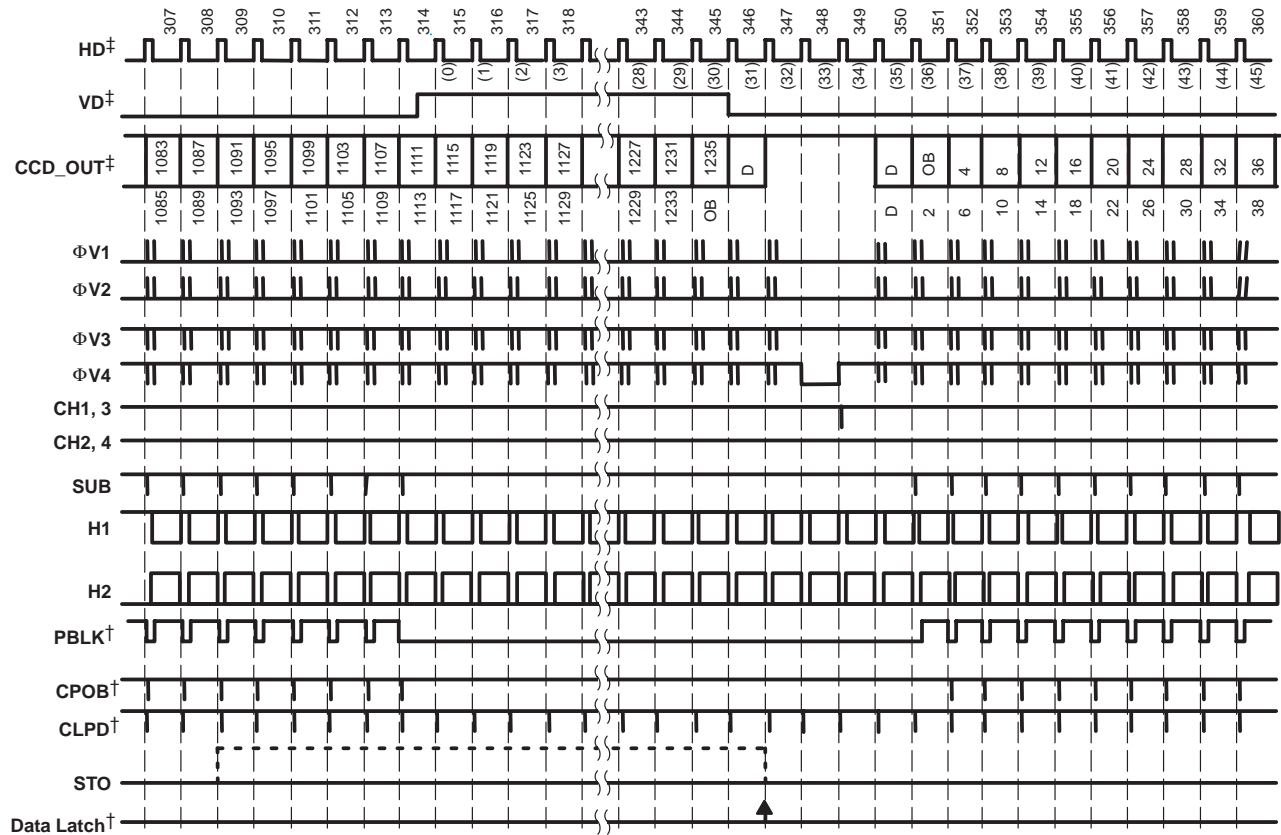 307 308 309 310 311 312 313 314 315 316 317 318 343 344 345 346 347 348 349 350 351 352 353 354 355 356 357 358 359 360
HD‡
(0) (1) (2) (3) (28) (29) (30) (31) (32) (33) (34) (35) (36) (37) (38) (39) (40) (41) (42) (43) (44) (45)
VD‡
CCD_OUT‡
1083 1087 1091 1095 1099 1103 1107 1111 1115 1119 1123 1127 1227 1231 1235 D D OB 4 8 12 16 20 24 28 32 36
1085 1089 1093 1097 1101 1105 1109 1113 1117 1121 1125 1129 1229 1233 OB D 2 6 10 14 18 22 26 30 34 38
ΦV1
ΦV2
ΦV3
ΦV4
CH1, 3
CH2, 4
SUB
H1
H2
PBLK†
CPOB†
CLPD†
STO
Data Latch†